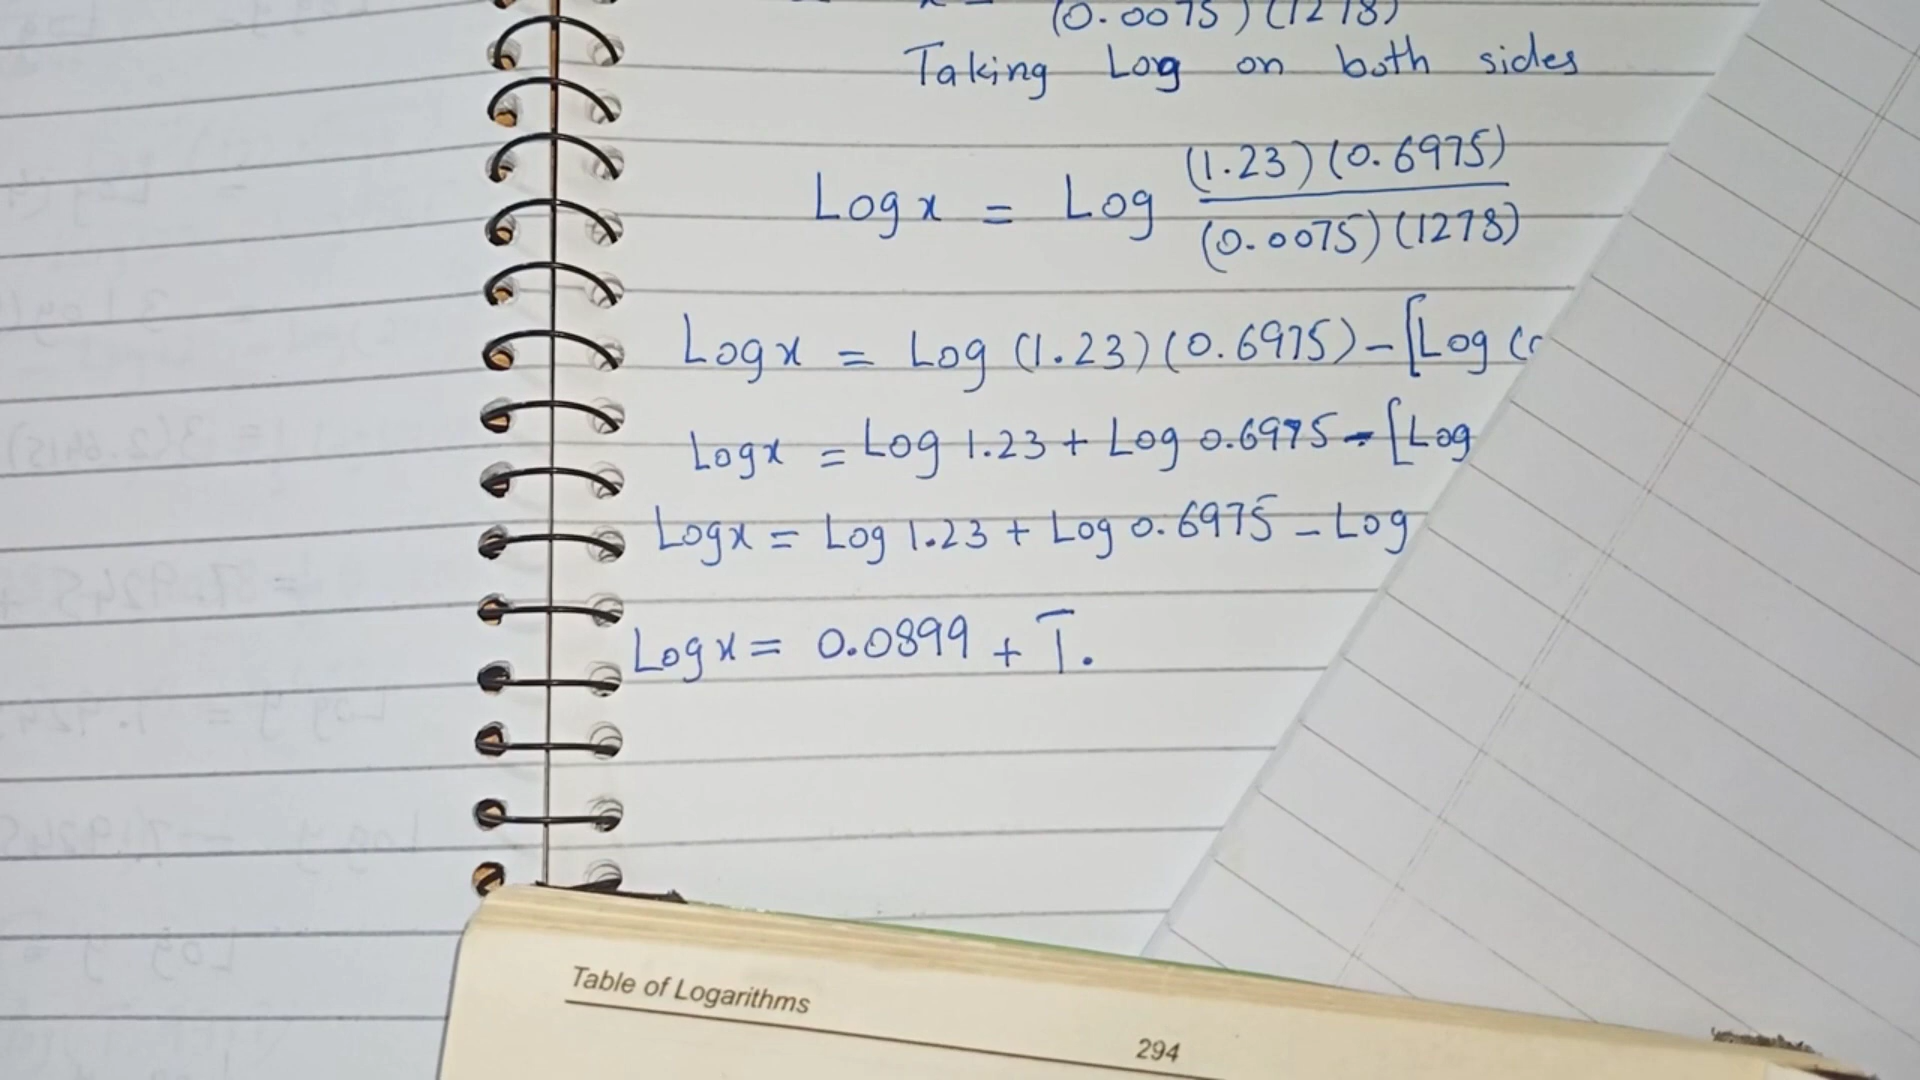 x = (0.0075)(1278)
Taking Log on both sides
Log x = Log (1.23)(0.6975) / (0.0075)(1278)
Log x = Log (1.23)(0.6975) – [Log (
Log x = Log 1.23 + Log 0.6975 – [Log
Log x = Log 1.23 + Log 0.6975 – Log
Log x = 0.0899 + 1̄.
Table of Logarithms
294